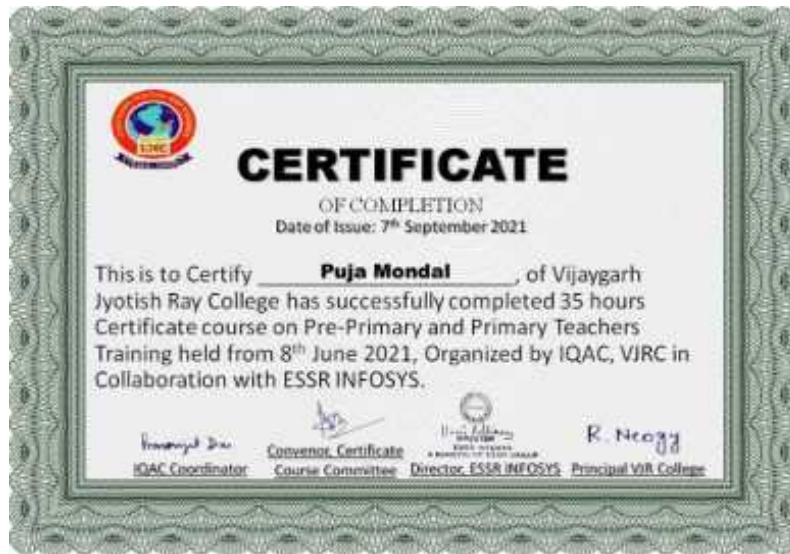 VJRC
CERTIFICATE
OF COMPLETION
Date of Issue: 7th September 2021
This is to Certify Puja Mondal, of Vijaygarh
Jyotish Ray College has successfully completed 35 hours
Certificate course on Pre-Primary and Primary Teachers
Training held from 8th June 2021, Organized by IQAC, VJRC in
Collaboration with ESSR INFOSYS.
R. Neogy
IQAC Coordinator
Convenor, Certificate
Course Committee
DIRECTOR
Director, ESSR INFOSYS
Principal VJR College